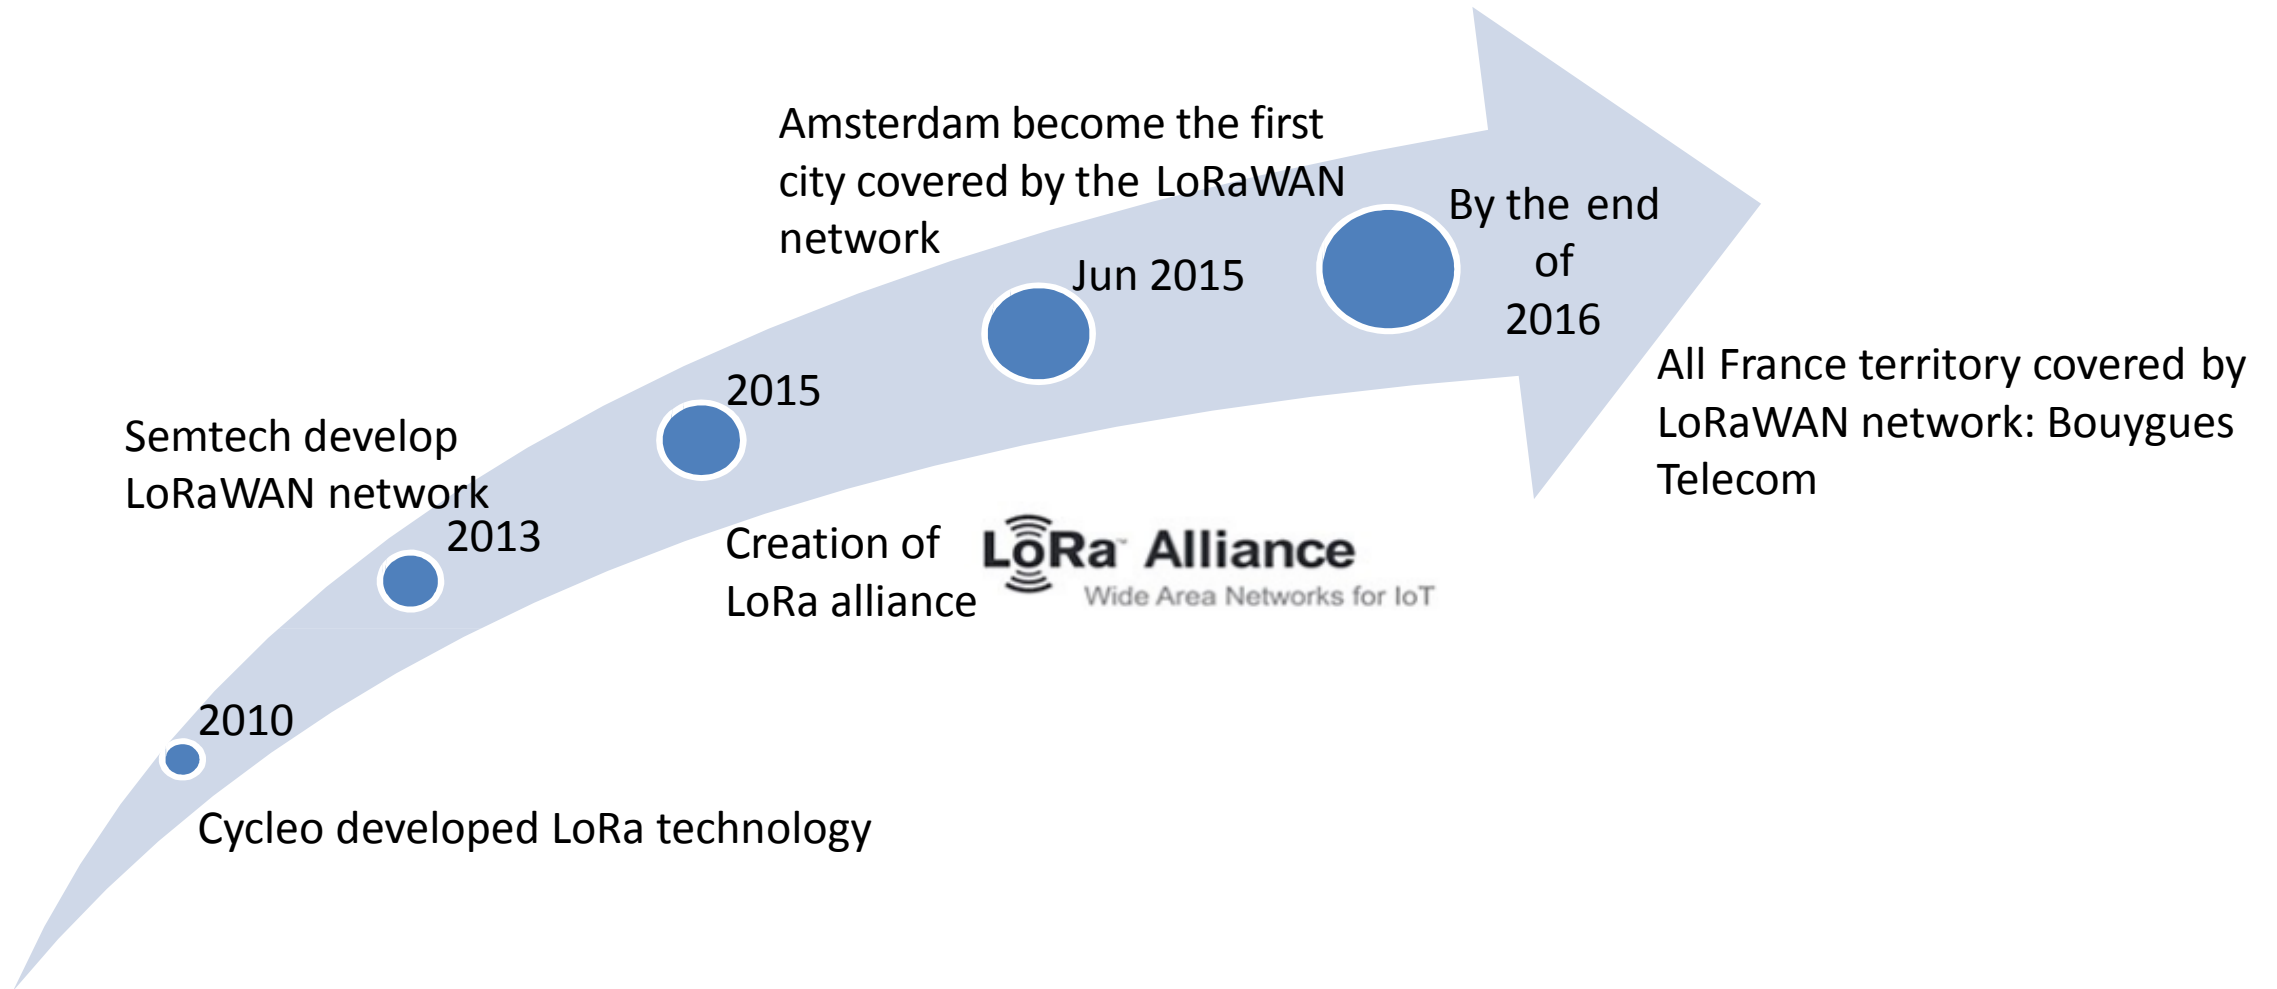 Amsterdam become the first
city covered by the LoRaWAN
network
By the end
of
2016
Jun 2015
All France territory covered by
LoRaWAN network: Bouygues
Telecom
2015
Semtech develop
LoRaWAN network
2013
Creation of
LoRa alliance
LoRa™ Alliance
Wide Area Networks for IoT
2010
Cycleo developed LoRa technology